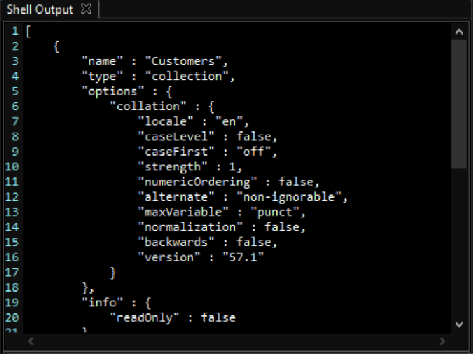 Shell Output
1 [
2     {
3         "name" : "Customers",
4         "type" : "collection",
5         "options" : {
6             "collation" : {
7                 "locale" : "en",
8                 "caseLevel" : false,
9                 "caseFirst" : "off",
10                 "strength" : 1,
11                 "numericOrdering" : false,
12                 "alternate" : "non-ignorable",
13                 "maxVariable" : "punct",
14                 "normalization" : false,
15                 "backwards" : false,
16                 "version" : "57.1"
17             }
18         },
19         "info" : {
20             "readOnly" : false
21         }